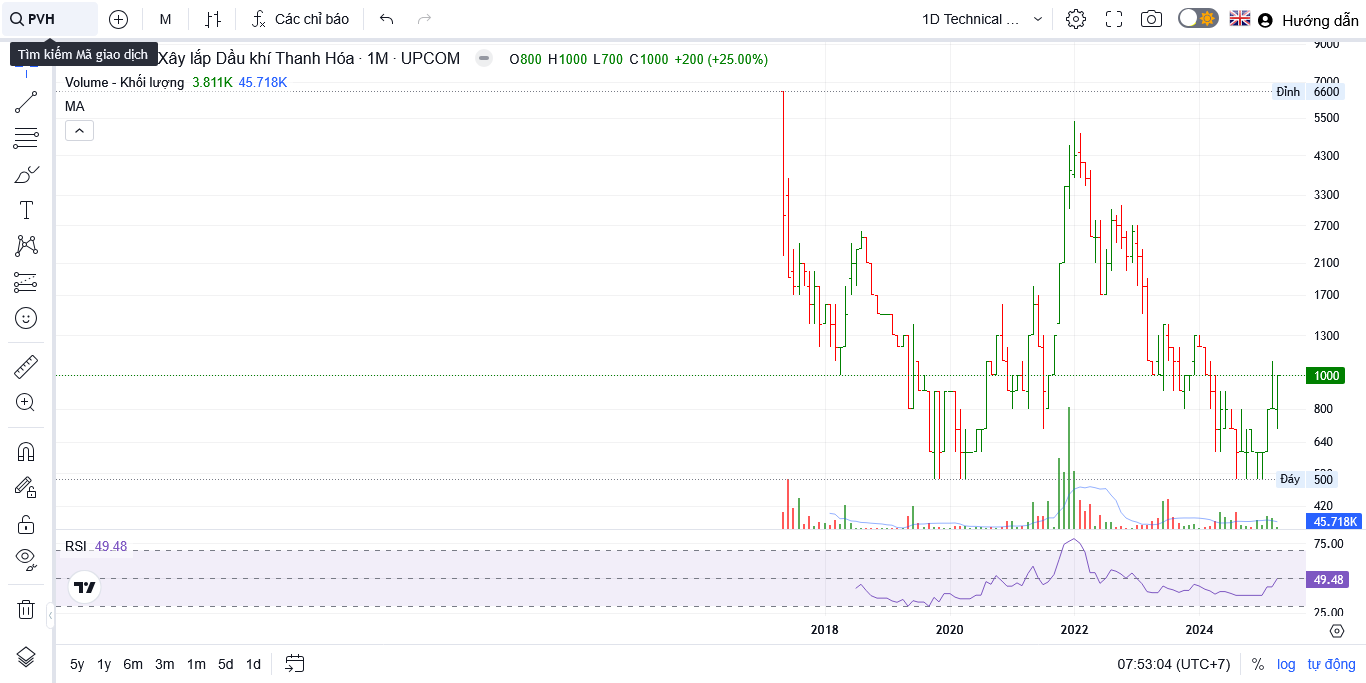 PVH
M
Các chỉ báo
1D Technical ...
Hướng dẫn
Tìm kiếm Mã giao dịch
Xây lắp Dầu khí Thanh Hóa · 1M · UPCOM
O800 H1000 L700 C1000 +200 (+25.00%)
Volume - Khối lượng 3.811K 45.718K
MA
9000
7000
Đỉnh 6600
5500
4300
3300
2700
2100
1700
1300
1000
800
640
Đáy 500
420
45.718K
RSI 49.48
75.00
49.48
25.00
2018 2020 2022 2024
5y 1y 6m 3m 1m 5d 1d
07:53:04 (UTC+7) % log tự động